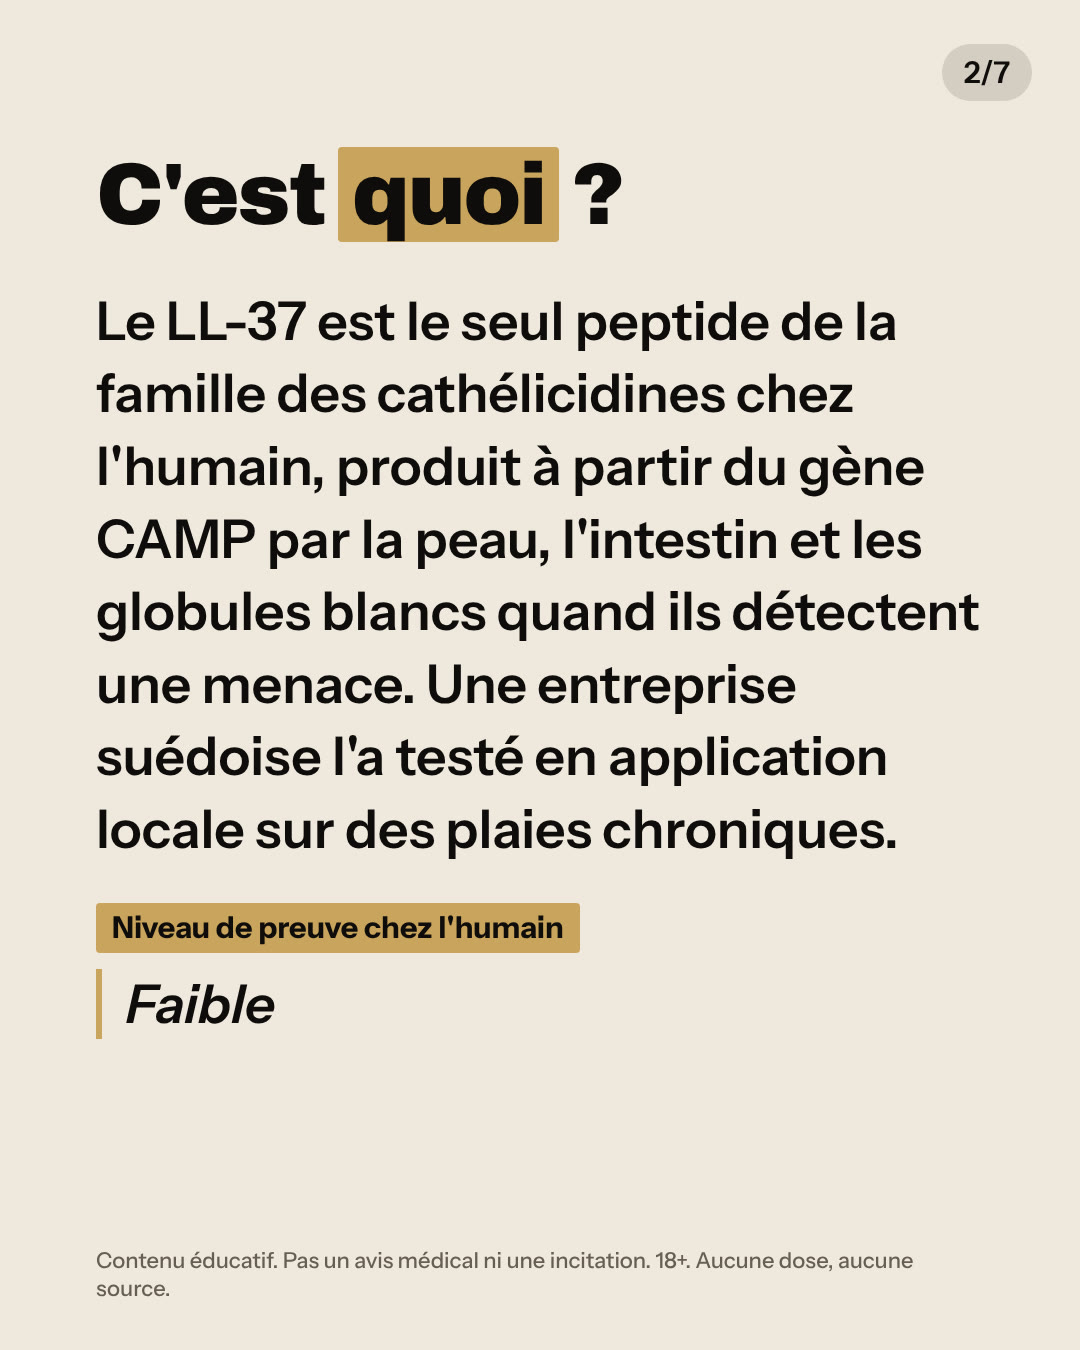 2/7
C'est quoi ?
Le LL-37 est le seul peptide de la
famille des cathélicidines chez
l'humain, produit à partir du gène
CAMP par la peau, l'intestin et les
globules blancs quand ils détectent
une menace. Une entreprise
suédoise l'a testé en application
locale sur des plaies chroniques.
Niveau de preuve chez l'humain
Faible
Contenu éducatif. Pas un avis médical ni une incitation. 18+. Aucune dose, aucune
source.